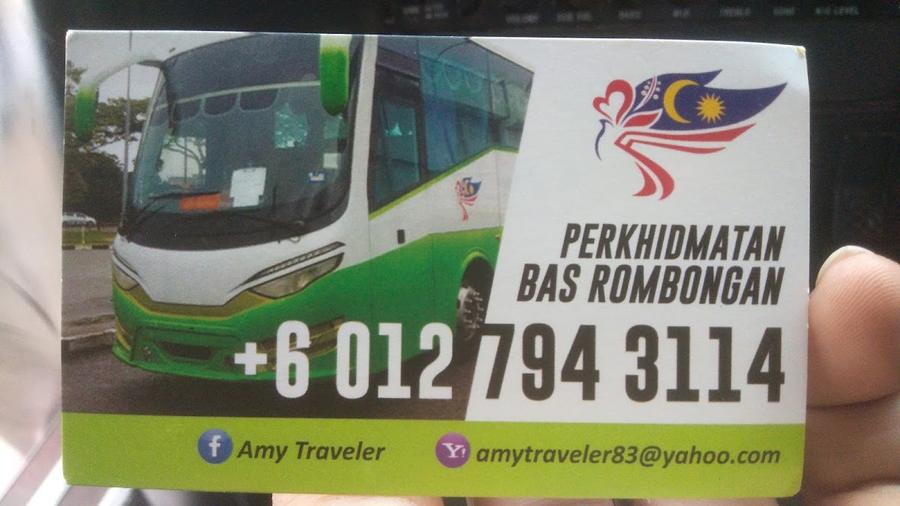 PERKHIDMATAN
BAS ROMBONGAN
+6 012 794 3114
Amy Traveler
amytraveler83@yahoo.com